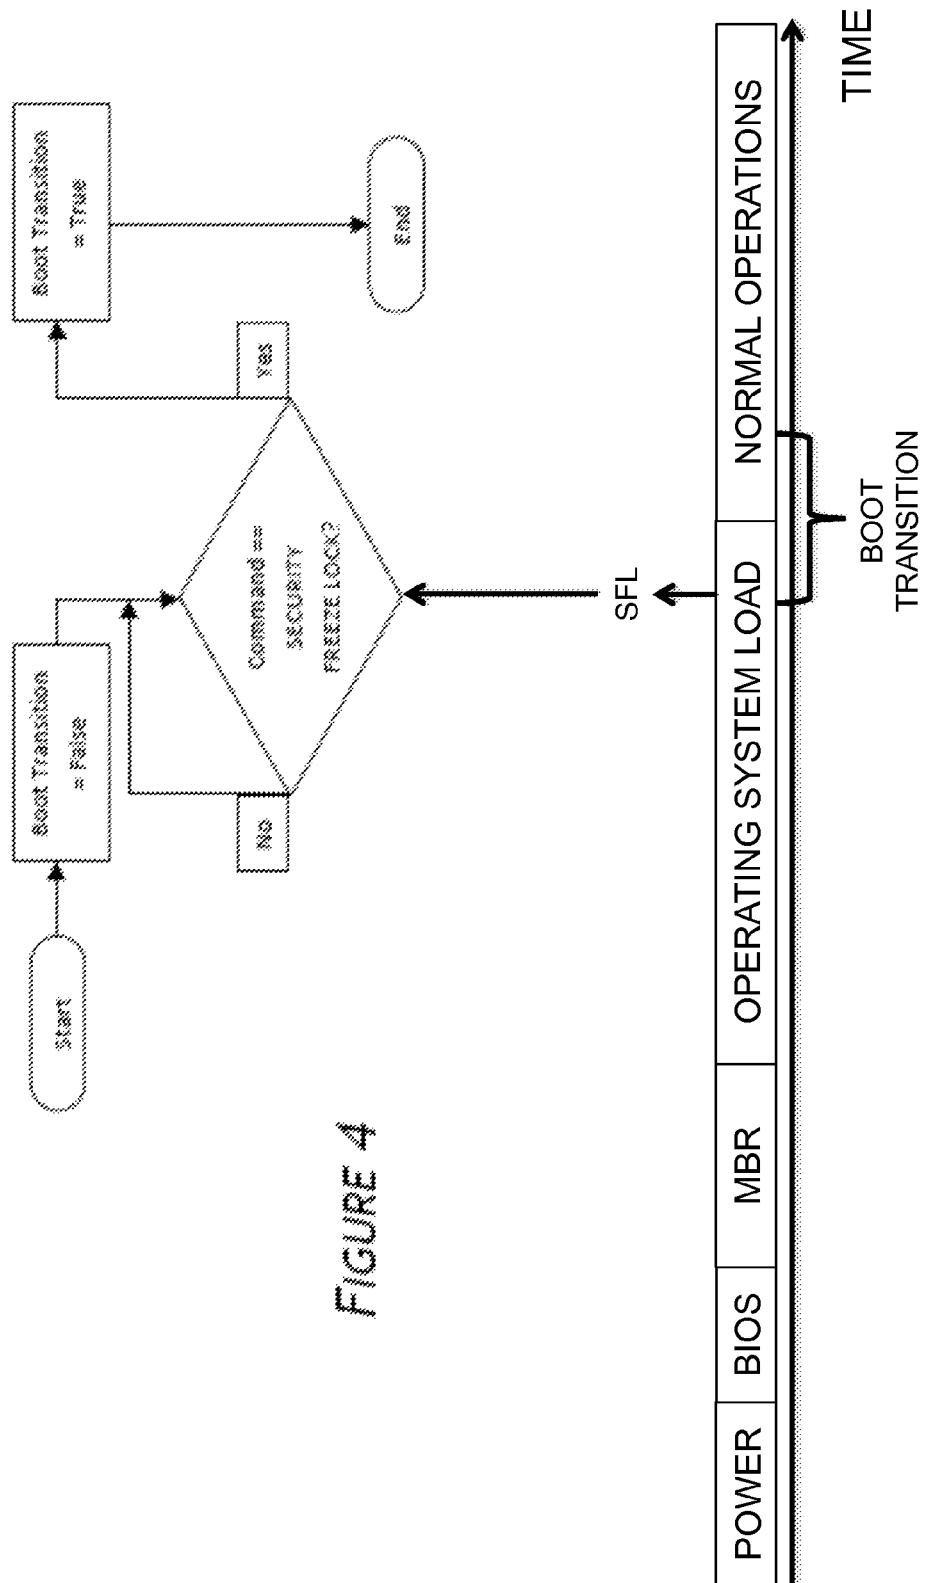 Start
Boot Transition
= False
Command ==
SECURITY
FREEZE LOCK?
No
Yes
Boot Transition
= True
End
FIGURE 4
SFL
POWER
BIOS
MBR
OPERATING SYSTEM LOAD
NORMAL OPERATIONS
BOOT
TRANSITION
TIME